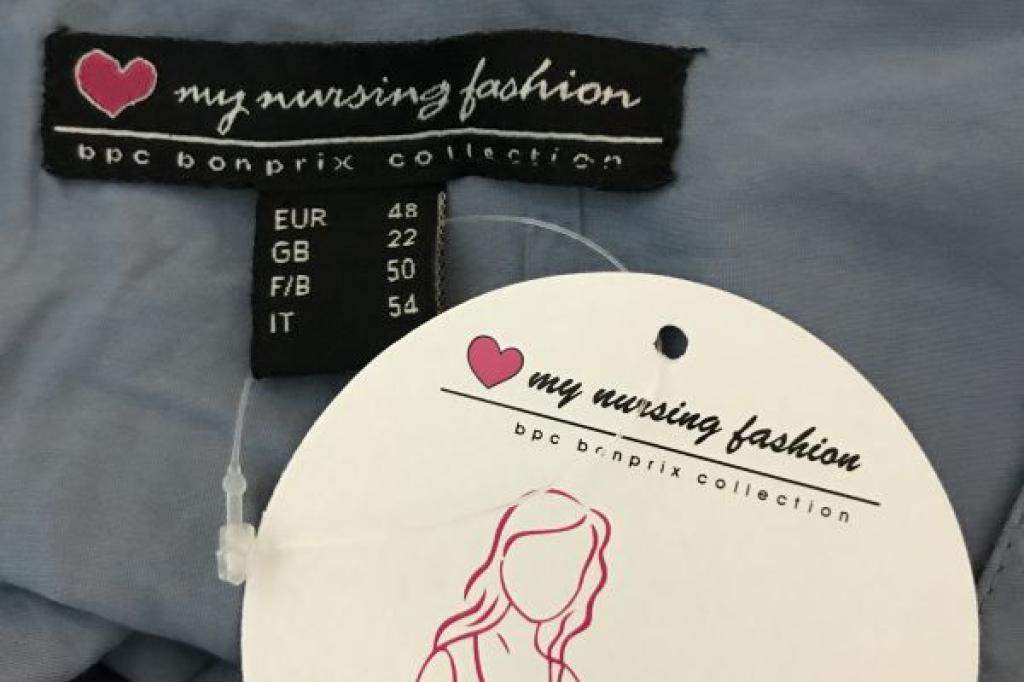 my nursing fashion
bpc bonprix collection
EUR 48
GB 22
F/B 50
IT 54
my nursing fashion
bpc bonprix collection